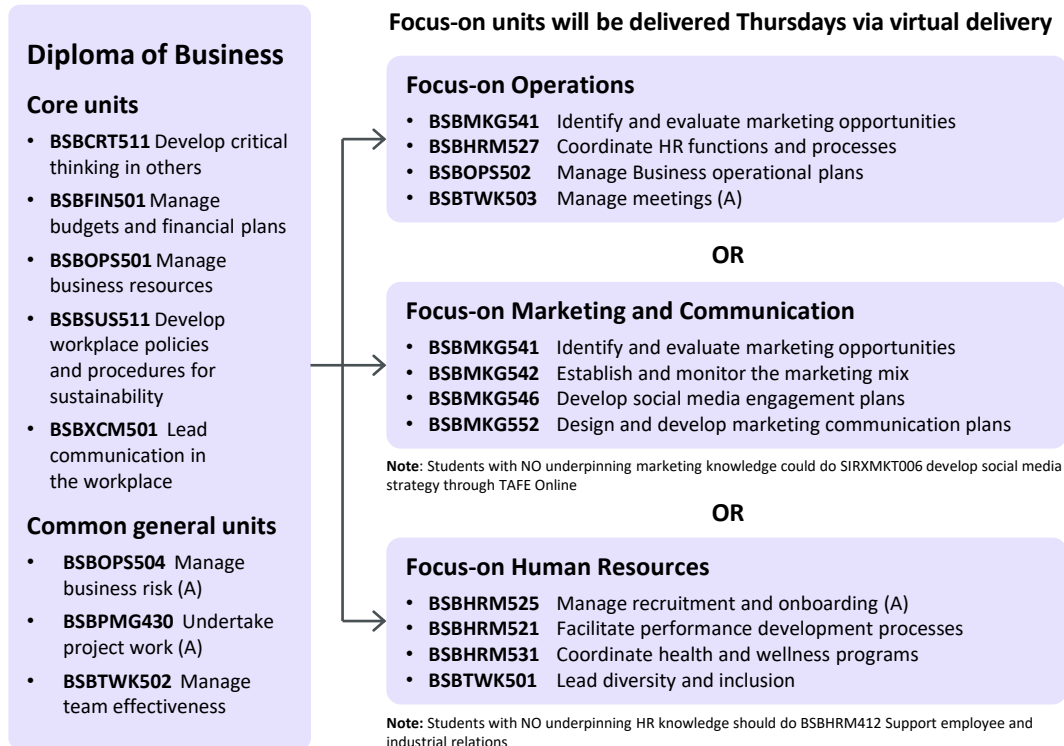 Diploma of Business
Core units
• BSBCRT511 Develop critical
thinking in others
• BSBFIN501 Manage
budgets and financial plans
• BSBOPS501 Manage
business resources
• BSBSUS511 Develop
workplace policies
and procedures for
sustainability
• BSBXCM501 Lead
communication in
the workplace
Common general units
• BSBOPS504 Manage
business risk (A)
• BSBPMG430 Undertake
project work (A)
• BSBTWK502 Manage
team effectiveness
Focus-on units will be delivered Thursdays via virtual delivery
Focus-on Operations
• BSBMKG541 Identify and evaluate marketing opportunities
• BSBHRM527 Coordinate HR functions and processes
• BSBOPS502 Manage Business operational plans
• BSBTWK503 Manage meetings (A)
OR
Focus-on Marketing and Communication
• BSBMKG541 Identify and evaluate marketing opportunities
• BSBMKG542 Establish and monitor the marketing mix
• BSBMKG546 Develop social media engagement plans
• BSBMKG552 Design and develop marketing communication plans
Note: Students with NO underpinning marketing knowledge could do SIRXMKT006 develop social media
strategy through TAFE Online
OR
Focus-on Human Resources
• BSBHRM525 Manage recruitment and onboarding (A)
• BSBHRM521 Facilitate performance development processes
• BSBHRM531 Coordinate health and wellness programs
• BSBTWK501 Lead diversity and inclusion
Note: Students with NO underpinning HR knowledge should do BSBHRM412 Support employee and
industrial relations